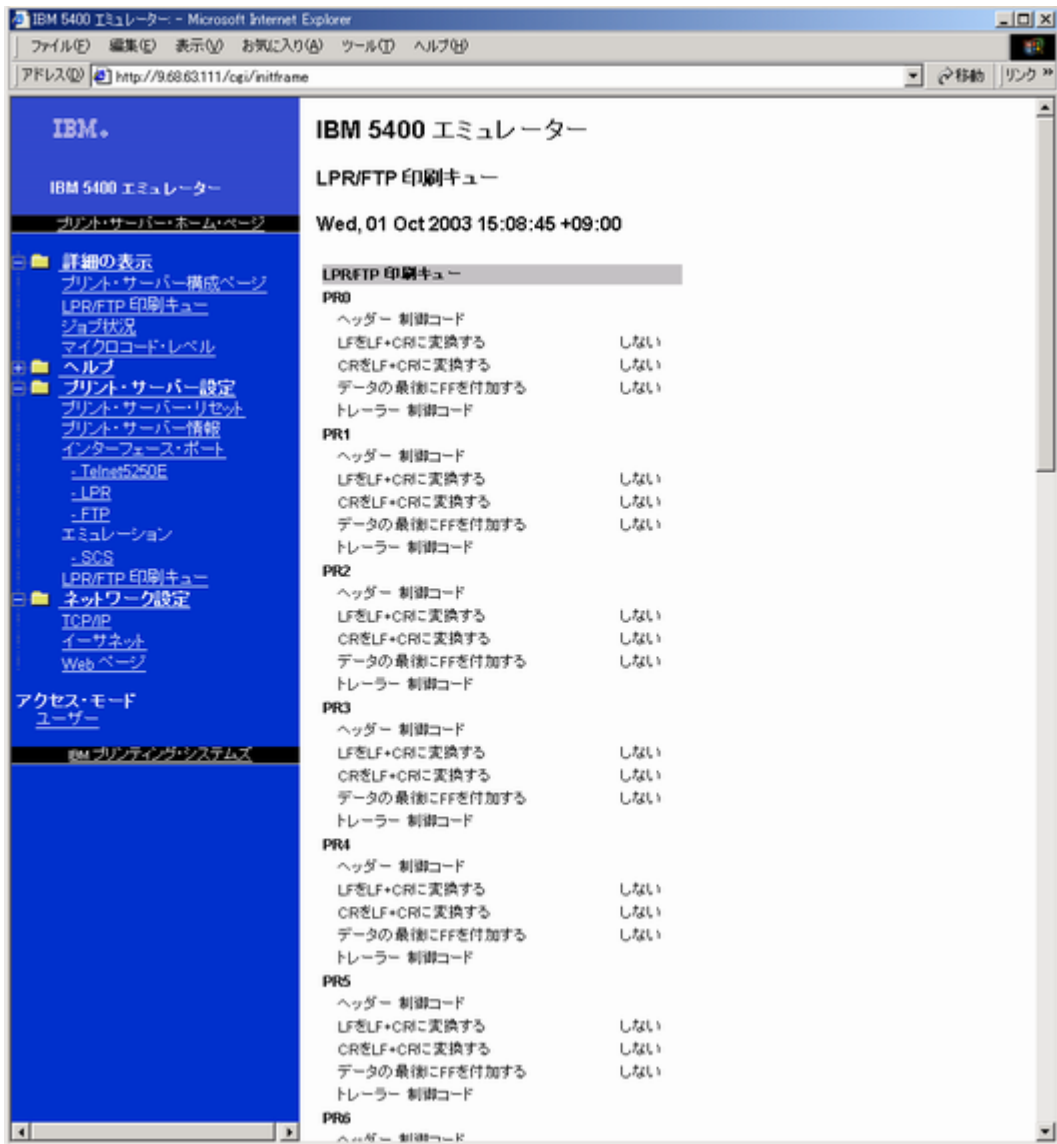 IBM 5400 エミュレーター: - Microsoft Internet Explorer
ファイル(F) 編集(E) 表示(V) お気に入り(A) ツール(T) ヘルプ(H)
アドレス(D) http://9.68.63.111/cgi/initframe 移動 リンク »
IBM
IBM 5400 エミュレーター
プリント・サーバー・ホーム・ページ
詳細の表示
プリント・サーバー構成ページ
LPR/FTP 印刷キュー
ジョブ状況
マイクロコード・レベル
ヘルプ
プリント・サーバー設定
プリント・サーバー・リセット
プリント・サーバー情報
インターフェース・ポート
- Telnet5250E
- LPR
- FTP
エミュレーション
- SCS
LPR/FTP 印刷キュー
ネットワーク設定
TCP/IP
イーサネット
Web ページ
アクセス・モード
ユーザー
IBM プリンティング・システムズ
IBM 5400 エミュレーター
LPR/FTP 印刷キュー
Wed, 01 Oct 2003 15:08:45 +09:00
LPR/FTP 印刷キュー
PR0
ヘッダー 制御コード
LFをLF+CRに変換する しない
CRをLF+CRに変換する しない
データの最後にFFを付加する しない
トレーラー 制御コード
PR1
ヘッダー 制御コード
LFをLF+CRに変換する しない
CRをLF+CRに変換する しない
データの最後にFFを付加する しない
トレーラー 制御コード
PR2
ヘッダー 制御コード
LFをLF+CRに変換する しない
CRをLF+CRに変換する しない
データの最後にFFを付加する しない
トレーラー 制御コード
PR3
ヘッダー 制御コード
LFをLF+CRに変換する しない
CRをLF+CRに変換する しない
データの最後にFFを付加する しない
トレーラー 制御コード
PR4
ヘッダー 制御コード
LFをLF+CRに変換する しない
CRをLF+CRに変換する しない
データの最後にFFを付加する しない
トレーラー 制御コード
PR5
ヘッダー 制御コード
LFをLF+CRに変換する しない
CRをLF+CRに変換する しない
データの最後にFFを付加する しない
トレーラー 制御コード
PR6
ヘッダー 制御コード